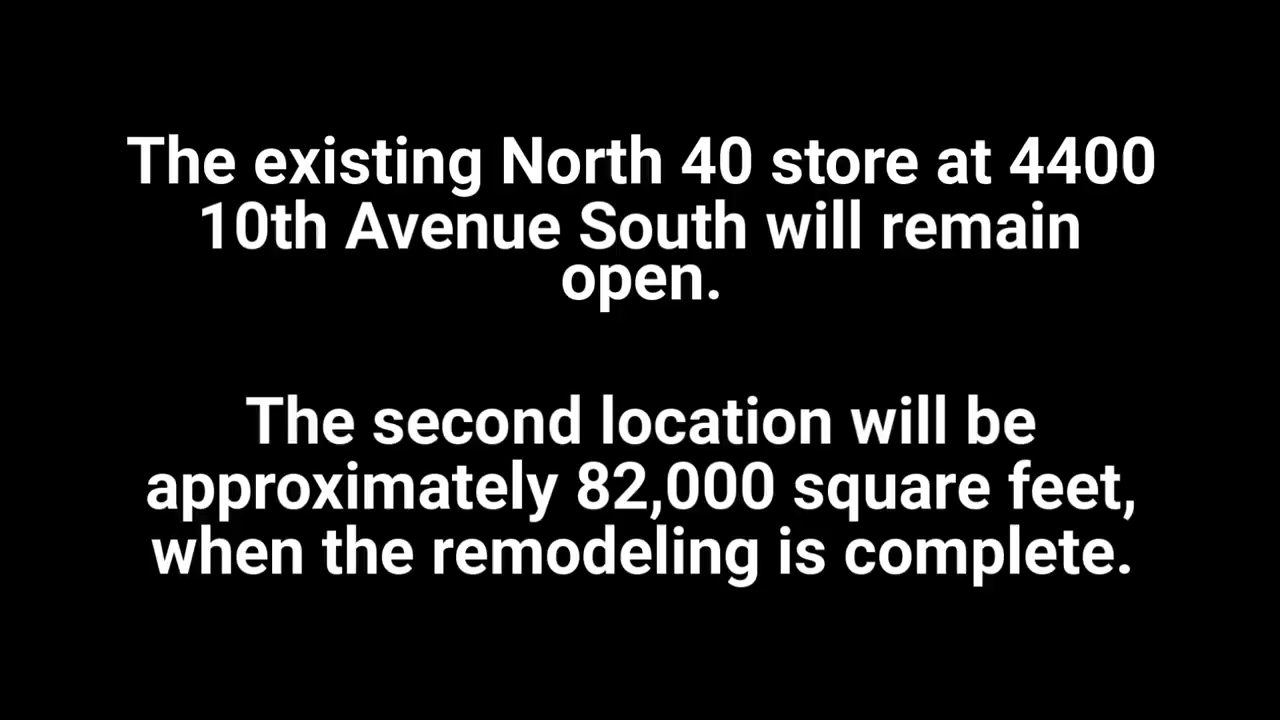 The existing North 40 store at 4400
10th Avenue South will remain
open.
The second location will be
approximately 82,000 square feet,
when the remodeling is complete.